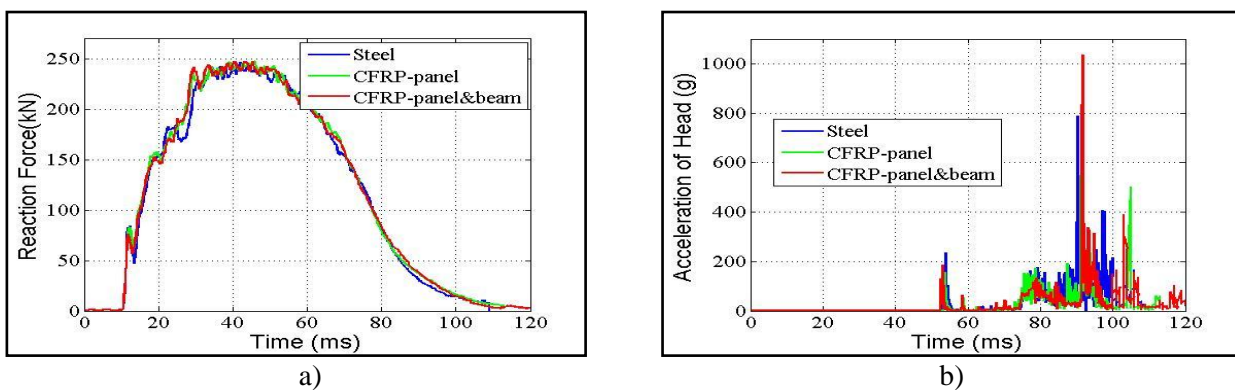 Reaction Force(kN)
250
200
150
100
50
0
0 20 40 60 80 100 120
Time (ms)
Steel
CFRP-panel
CFRP-panel&beam
a)
Acceleration of Head (g)
1000
800
600
400
200
0
0 20 40 60 80 100 120
Time (ms)
Steel
CFRP-panel
CFRP-panel&beam
b)